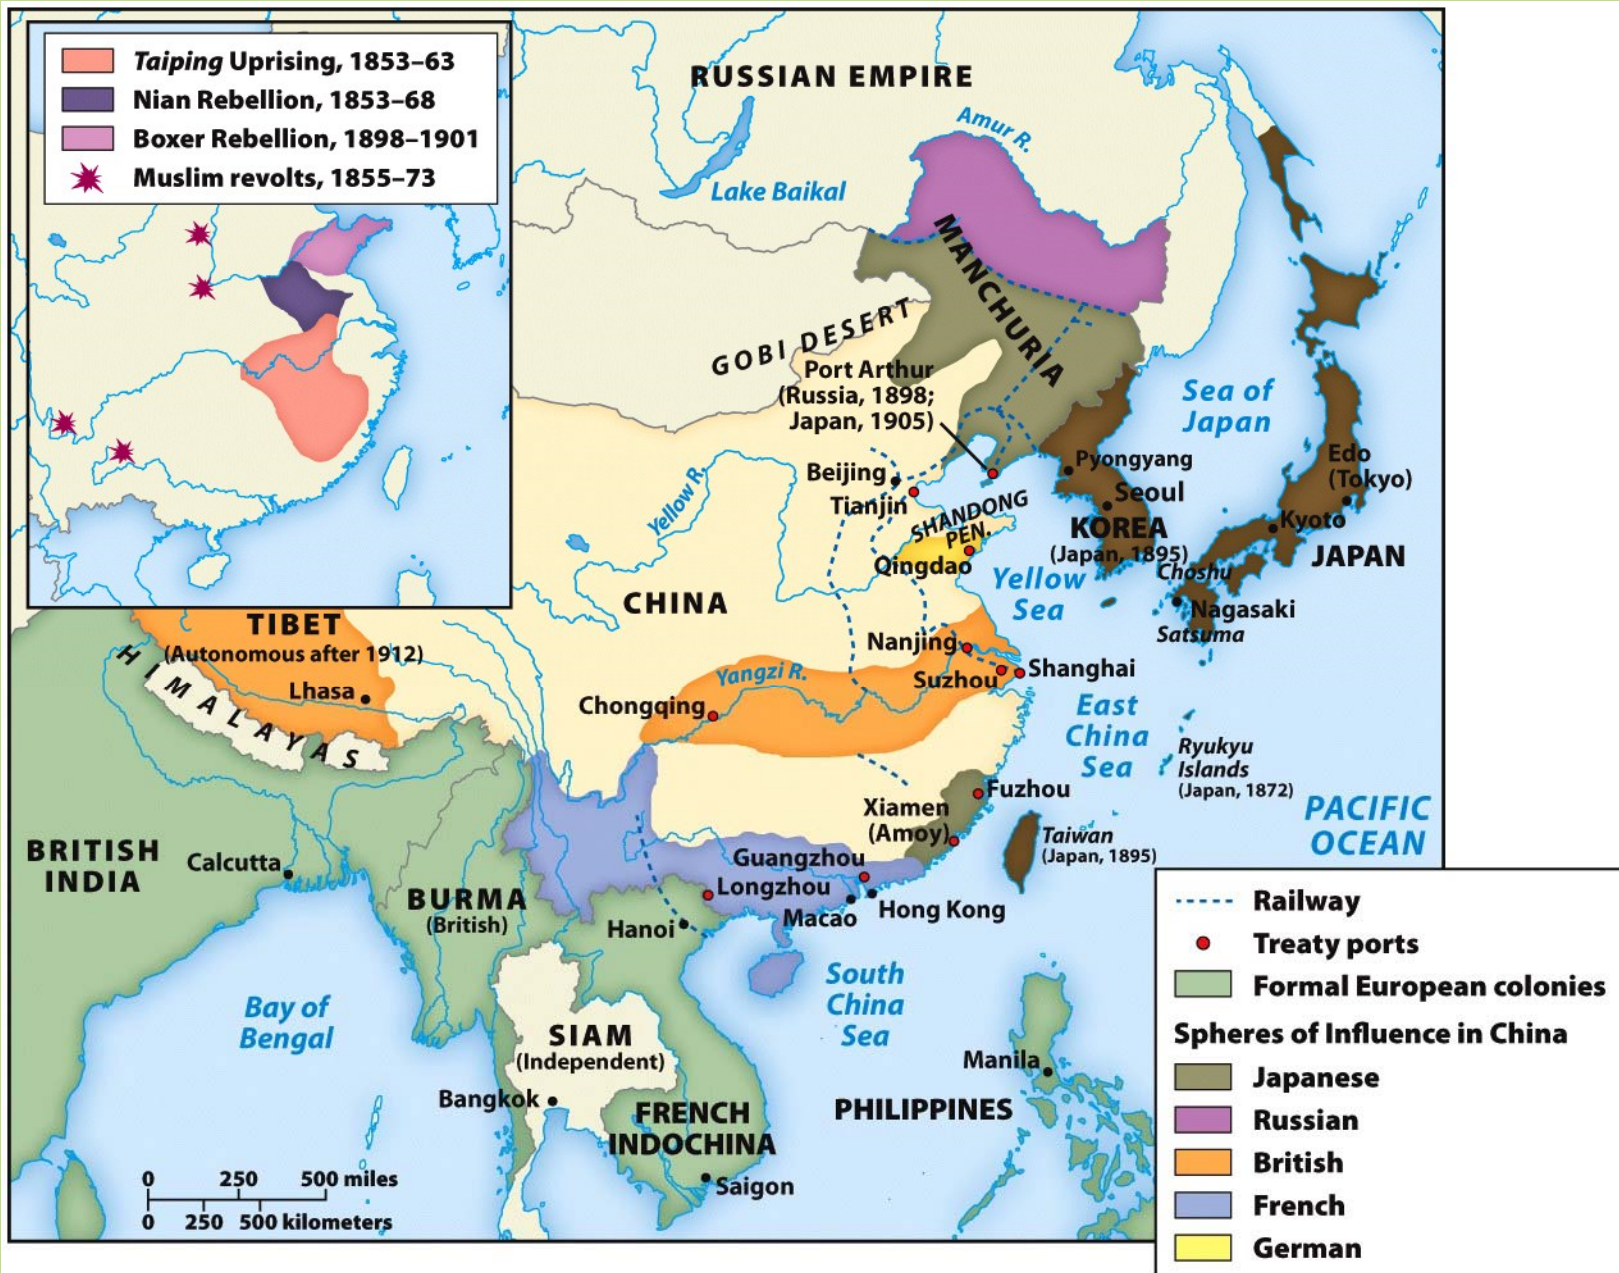 Taiping Uprising, 1853–63
Nian Rebellion, 1853–68
Boxer Rebellion, 1898–1901
Muslim revolts, 1855–73
RUSSIAN EMPIRE
Amur R.
Lake Baikal
MANCHURIA
GOBI DESERT
Port Arthur
(Russia, 1898;
Japan, 1905)
Sea of
Japan
Beijing
Tianjin
Yellow R.
SHANDONG
PEN.
Qingdao
Pyongyang
Seoul
KOREA
(Japan, 1895)
Edo
(Tokyo)
Kyoto
JAPAN
Choshu
Nagasaki
Satsuma
Yellow
Sea
CHINA
TIBET
(Autonomous after 1912)
Lhasa
HIMALAYAS
Nanjing
Suzhou
Shanghai
Yangzi R.
Chongqing
East
China
Sea
Ryukyu
Islands
(Japan, 1872)
Fuzhou
Xiamen
(Amoy)
Taiwan
(Japan, 1895)
PACIFIC
OCEAN
BRITISH
INDIA
Calcutta
BURMA
(British)
Guangzhou
Longzhou
Macao
Hong Kong
Hanoi
Bay of
Bengal
South
China
Sea
SIAM
(Independent)
Bangkok
FRENCH
INDOCHINA
Saigon
Manila
PHILIPPINES
0 250 500 miles
0 250 500 kilometers
Railway
Treaty ports
Formal European colonies
Spheres of Influence in China
Japanese
Russian
British
French
German